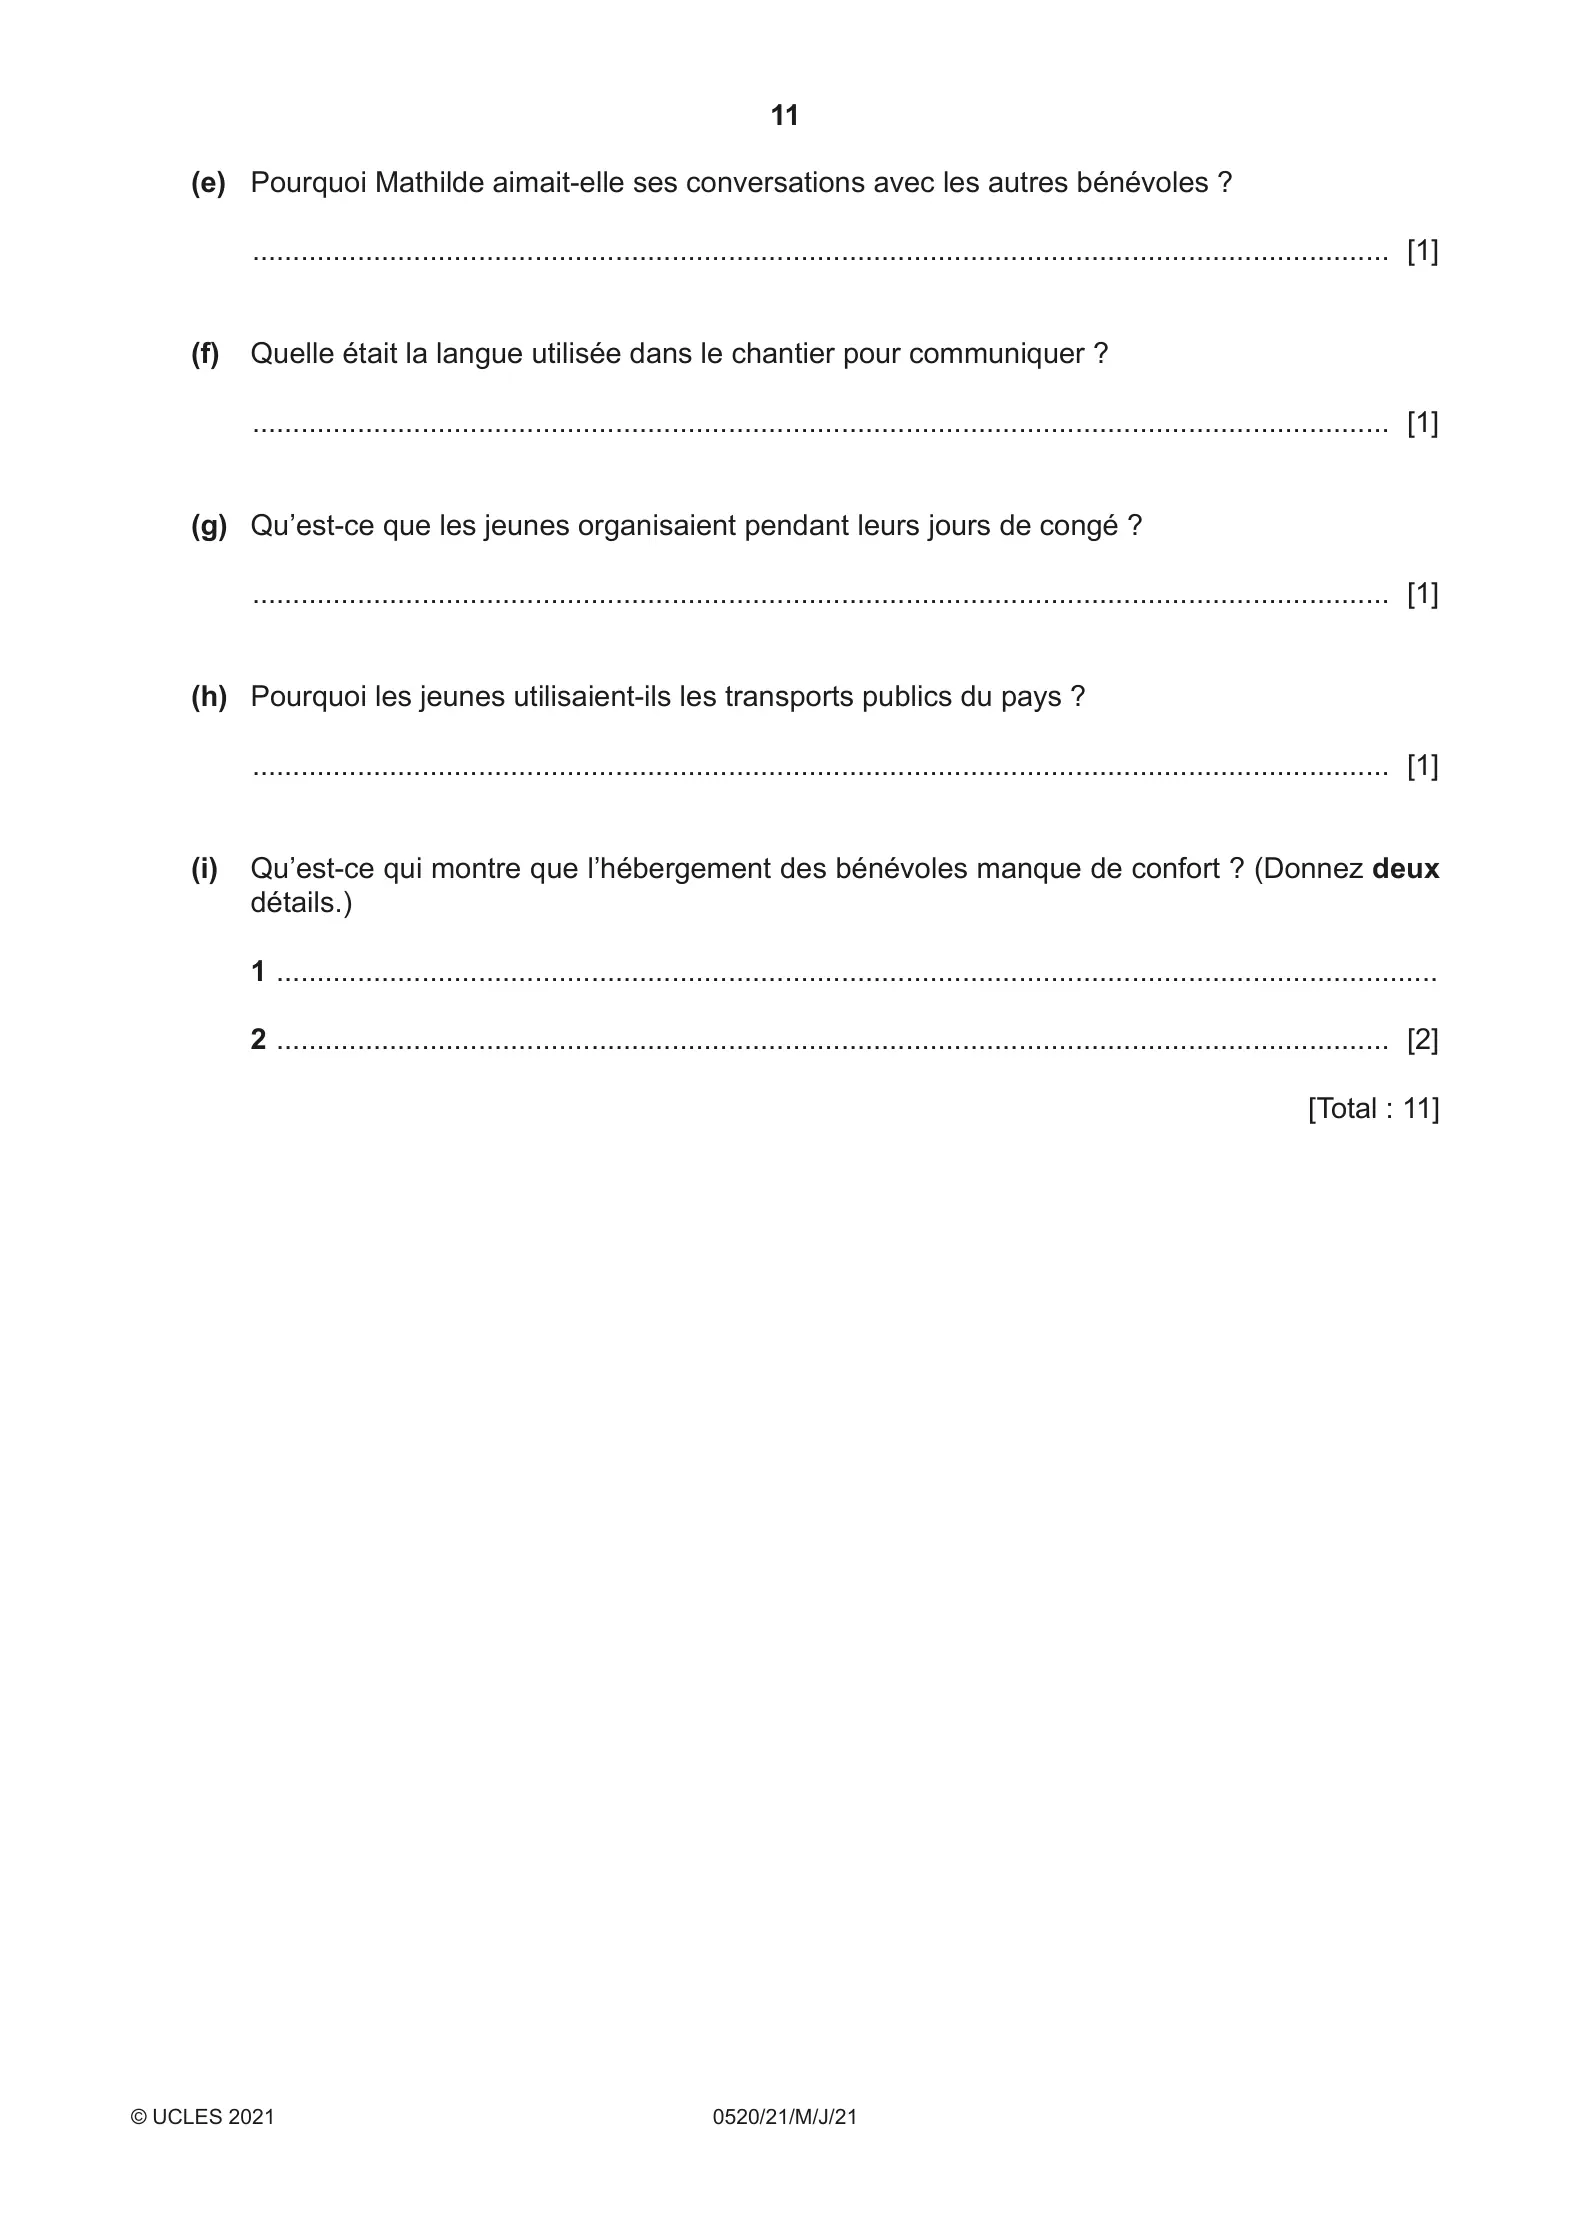 11
(e) Pourquoi Mathilde aimait-elle ses conversations avec les autres bénévoles ?
.......................................................................................................................................... [1]
(f) Quelle était la langue utilisée dans le chantier pour communiquer ?
.......................................................................................................................................... [1]
(g) Qu’est-ce que les jeunes organisaient pendant leurs jours de congé ?
.......................................................................................................................................... [1]
(h) Pourquoi les jeunes utilisaient-ils les transports publics du pays ?
.......................................................................................................................................... [1]
(i) Qu’est-ce qui montre que l’hébergement des bénévoles manque de confort ? (Donnez deux
détails.)
1 ..............................................................................................................................................
2 ....................................................................................................................................... [2]
[Total : 11]
© UCLES 2021 0520/21/M/J/21